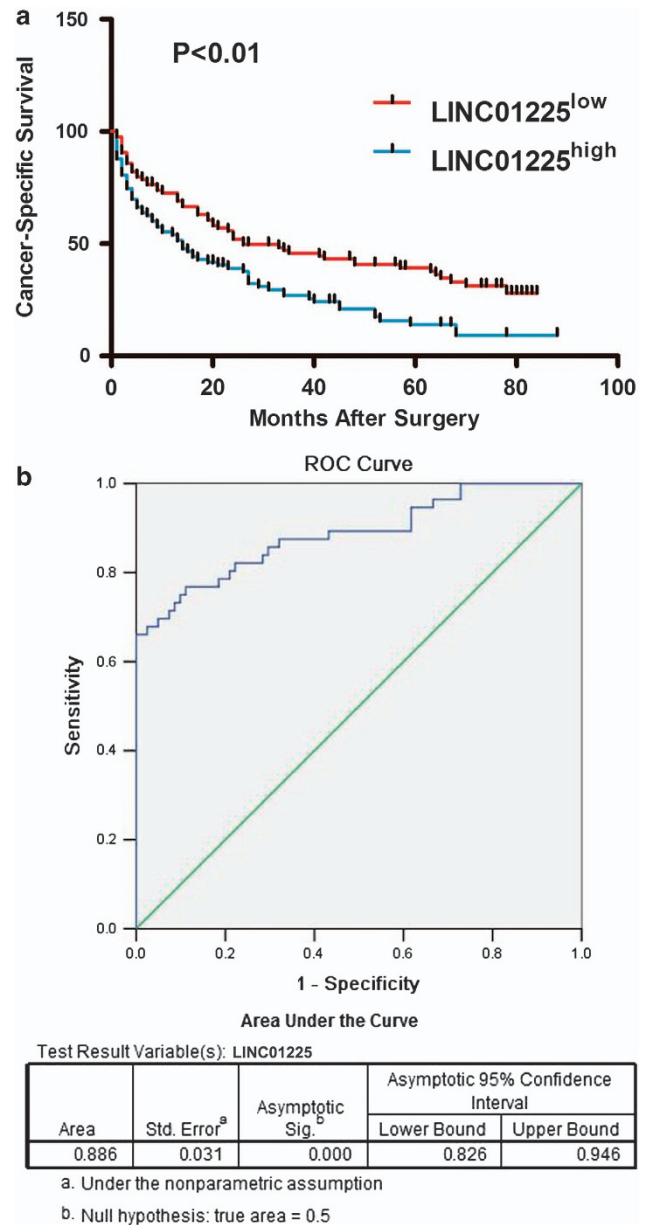 a
150
P<0.01
LINC01225low
LINC01225high
100
50
0
Cancer-Specific Survival
0 20 40 60 80 100
Months After Surgery
b
ROC Curve
1.0
0.8
0.6
0.4
0.2
0.0
Sensitivity
0.0 0.2 0.4 0.6 0.8 1.0
1 - Specificity
Area Under the Curve
Test Result Variable(s): LINC01225
Area Std. Errora Asymptotic Sig.b Asymptotic 95% Confidence Interval
Lower Bound Upper Bound
0.886 0.031 0.000 0.826 0.946
a. Under the nonparametric assumption
b. Null hypothesis: true area = 0.5